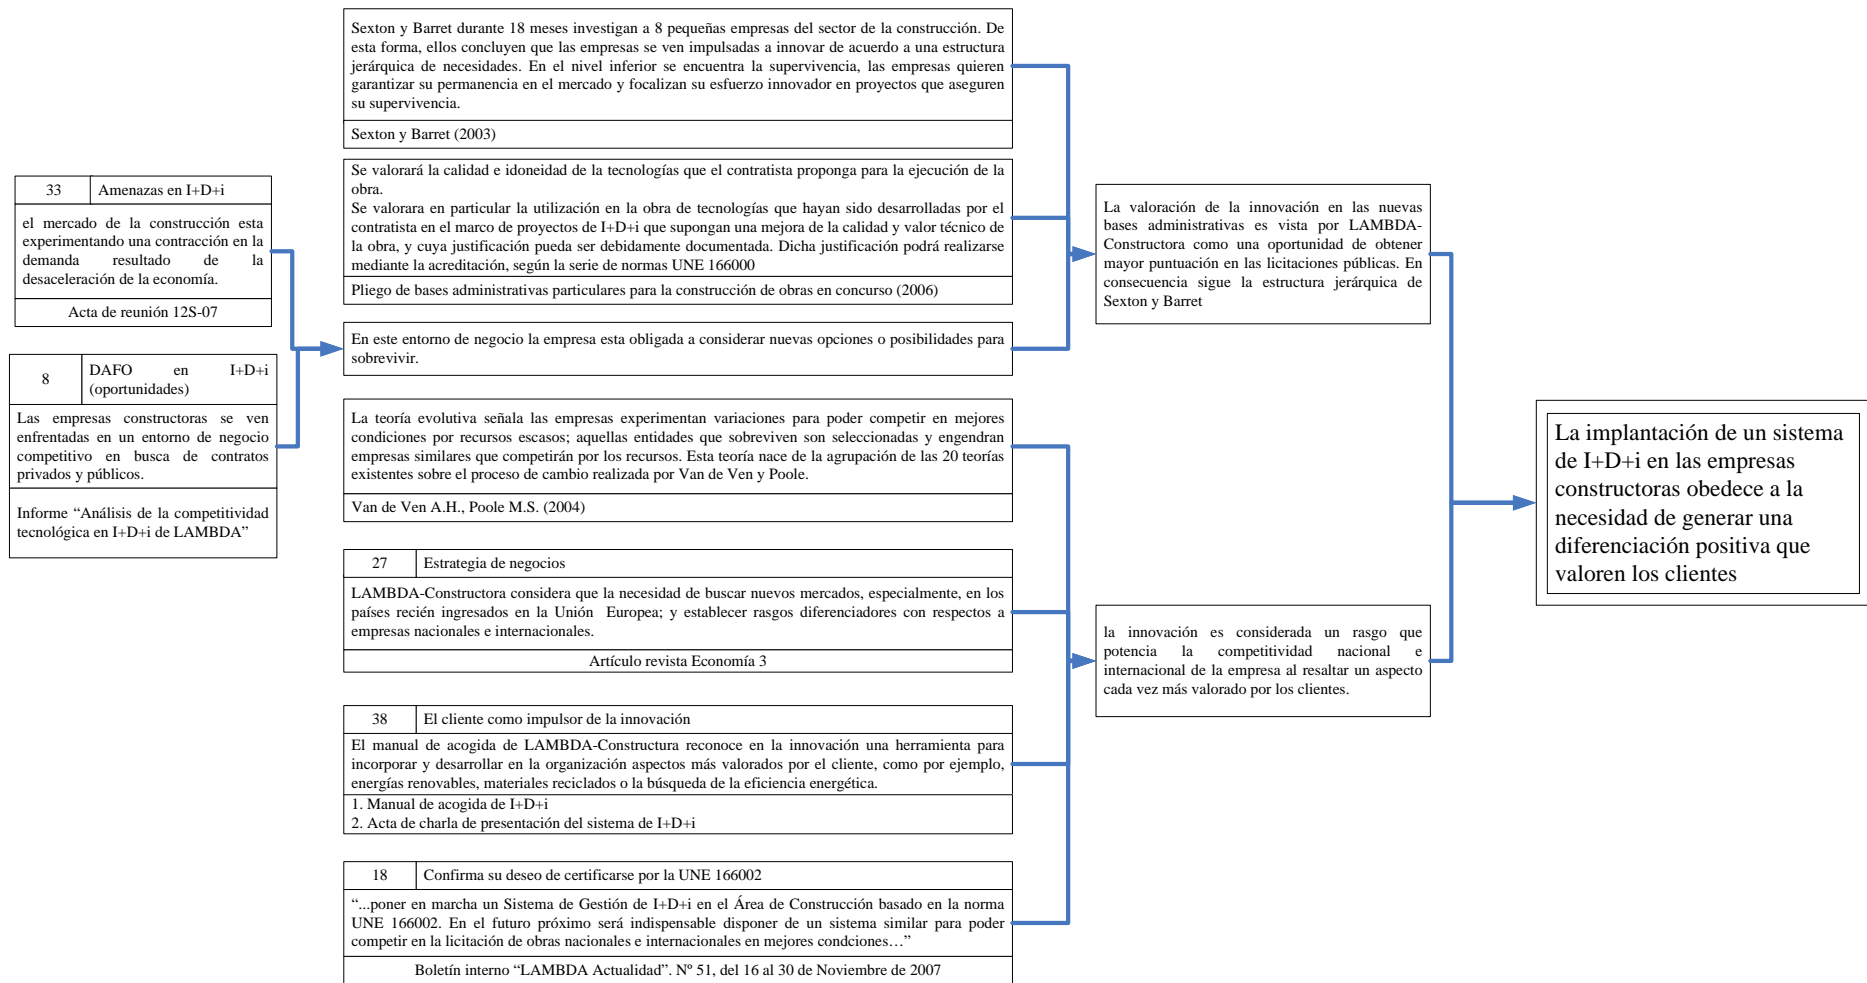 Sexton y Barret durante 18 meses investigan a 8 pequeñas empresas del sector de la construcción. De
esta forma, ellos concluyen que las empresas se ven impulsadas a innovar de acuerdo a una estructura
jerárquica de necesidades. En el nivel inferior se encuentra la supervivencia, las empresas quieren
garantizar su permanencia en el mercado y focalizan su esfuerzo innovador en proyectos que aseguren
su supervivencia.
Sexton y Barret (2003)
Se valorará la calidad e idoneidad de la tecnologías que el contratista proponga para la ejecución de la
obra.
Se valorara en particular la utilización en la obra de tecnologías que hayan sido desarrolladas por el
contratista en el marco de proyectos de I+D+i que supongan una mejora de la calidad y valor técnico de
la obra, y cuya justificación pueda ser debidamente documentada. Dicha justificación podrá realizarse
mediante la acreditación, según la serie de normas UNE 166000
Pliego de bases administrativas particulares para la construcción de obras en concurso (2006)
33 Amenazas en I+D+i
el mercado de la construcción esta
experimentando una contracción en la
demanda resultado de la
desaceleración de la economía.
Acta de reunión 12S-07
8 DAFO en I+D+i
(oportunidades)
Las empresas constructoras se ven
enfrentadas en un entorno de negocio
competitivo en busca de contratos
privados y públicos.
Informe “Análisis de la competitividad
tecnológica en I+D+i de LAMBDA”
En este entorno de negocio la empresa esta obligada a considerar nuevas opciones o posibilidades para
sobrevivir.
La teoría evolutiva señala las empresas experimentan variaciones para poder competir en mejores
condiciones por recursos escasos; aquellas entidades que sobreviven son seleccionadas y engendran
empresas similares que competirán por los recursos. Esta teoría nace de la agrupación de las 20 teorías
existentes sobre el proceso de cambio realizada por Van de Ven y Poole.
Van de Ven A.H., Poole M.S. (2004)
27 Estrategia de negocios
LAMBDA-Constructora considera que la necesidad de buscar nuevos mercados, especialmente, en los
países recién ingresados en la Unión Europea; y establecer rasgos diferenciadores con respectos a
empresas nacionales e internacionales.
Artículo revista Economía 3
38 El cliente como impulsor de la innovación
El manual de acogida de LAMBDA-Constructura reconoce en la innovación una herramienta para
incorporar y desarrollar en la organización aspectos más valorados por el cliente, como por ejemplo,
energías renovables, materiales reciclados o la búsqueda de la eficiencia energética.
1. Manual de acogida de I+D+i
2. Acta de charla de presentación del sistema de I+D+i
18 Confirma su deseo de certificarse por la UNE 166002
“...poner en marcha un Sistema de Gestión de I+D+i en el Área de Construcción basado en la norma
UNE 166002. En el futuro próximo será indispensable disponer de un sistema similar para poder
competir en la licitación de obras nacionales e internacionales en mejores condciones…”
Boletín interno “LAMBDA Actualidad”. Nº 51, del 16 al 30 de Noviembre de 2007
La valoración de la innovación en las nuevas
bases administrativas es vista por LAMBDA-
Constructora como una oportunidad de obtener
mayor puntuación en las licitaciones públicas. En
consecuencia sigue la estructura jerárquica de
Sexton y Barret
la innovación es considerada un rasgo que
potencia la competitividad nacional e
internacional de la empresa al resaltar un aspecto
cada vez más valorado por los clientes.
La implantación de un sistema
de I+D+i en las empresas
constructoras obedece a la
necesidad de generar una
diferenciación positiva que
valoren los clientes